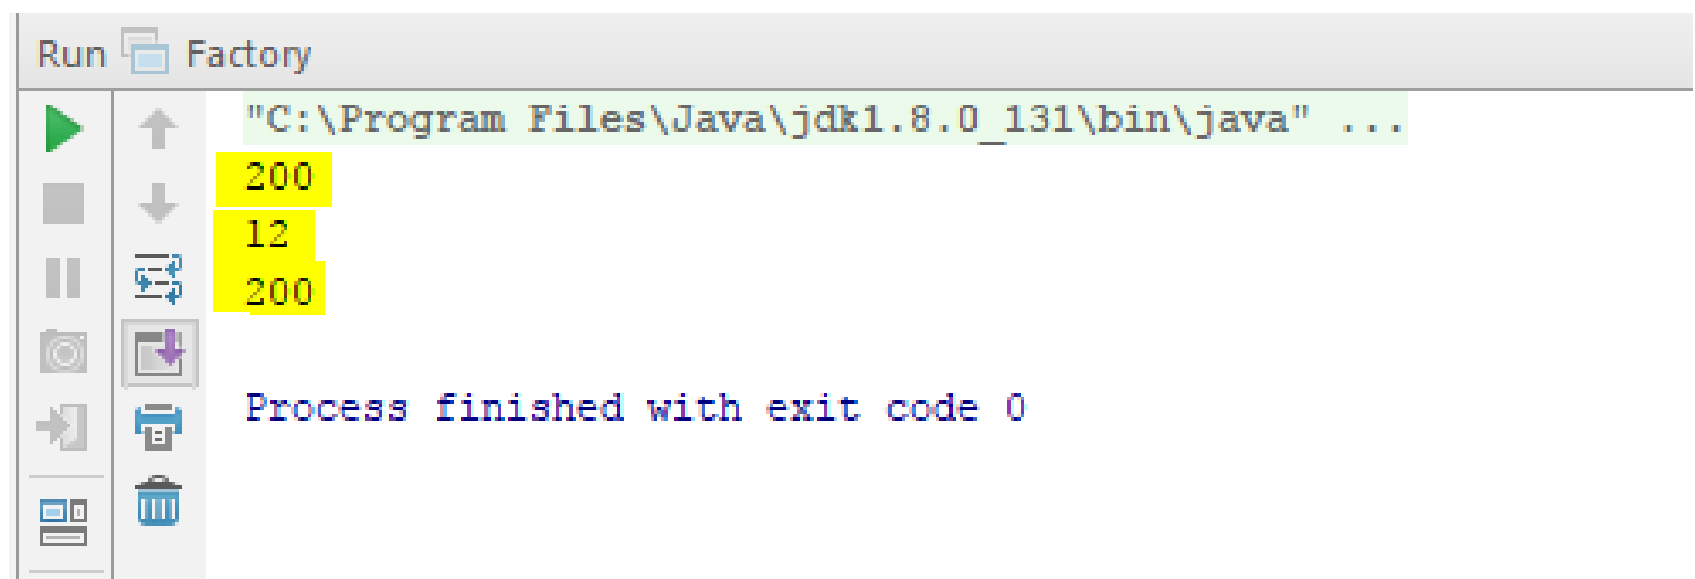 Run Factory
"C:\Program Files\Java\jdk1.8.0_131\bin\java" ...
200
12
200
Process finished with exit code 0